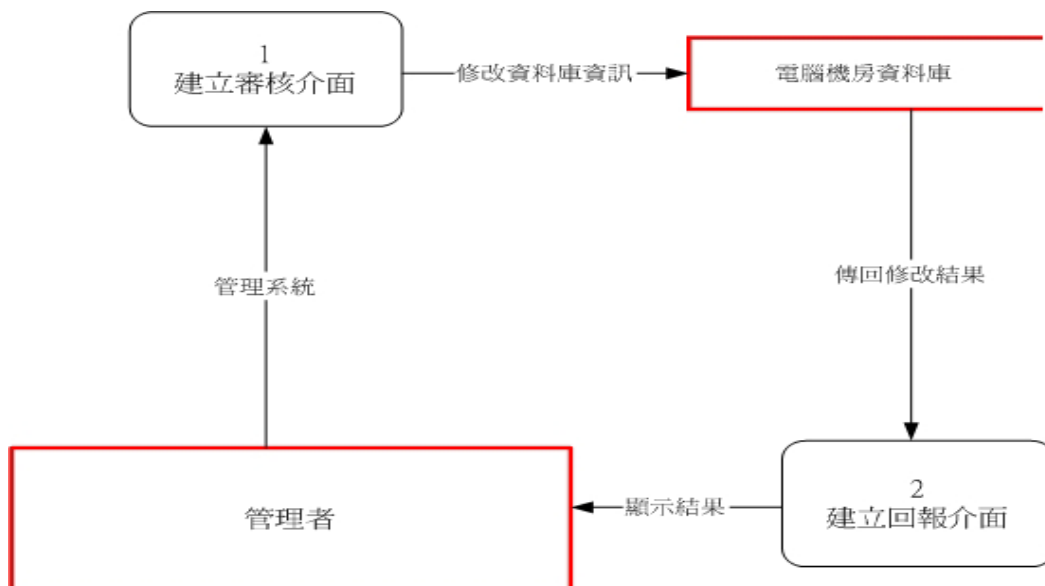 1
建立審核介面
修改資料庫資訊
電腦機房資料庫
管理系統
傳回修改結果
管理者
顯示結果
2
建立回報介面